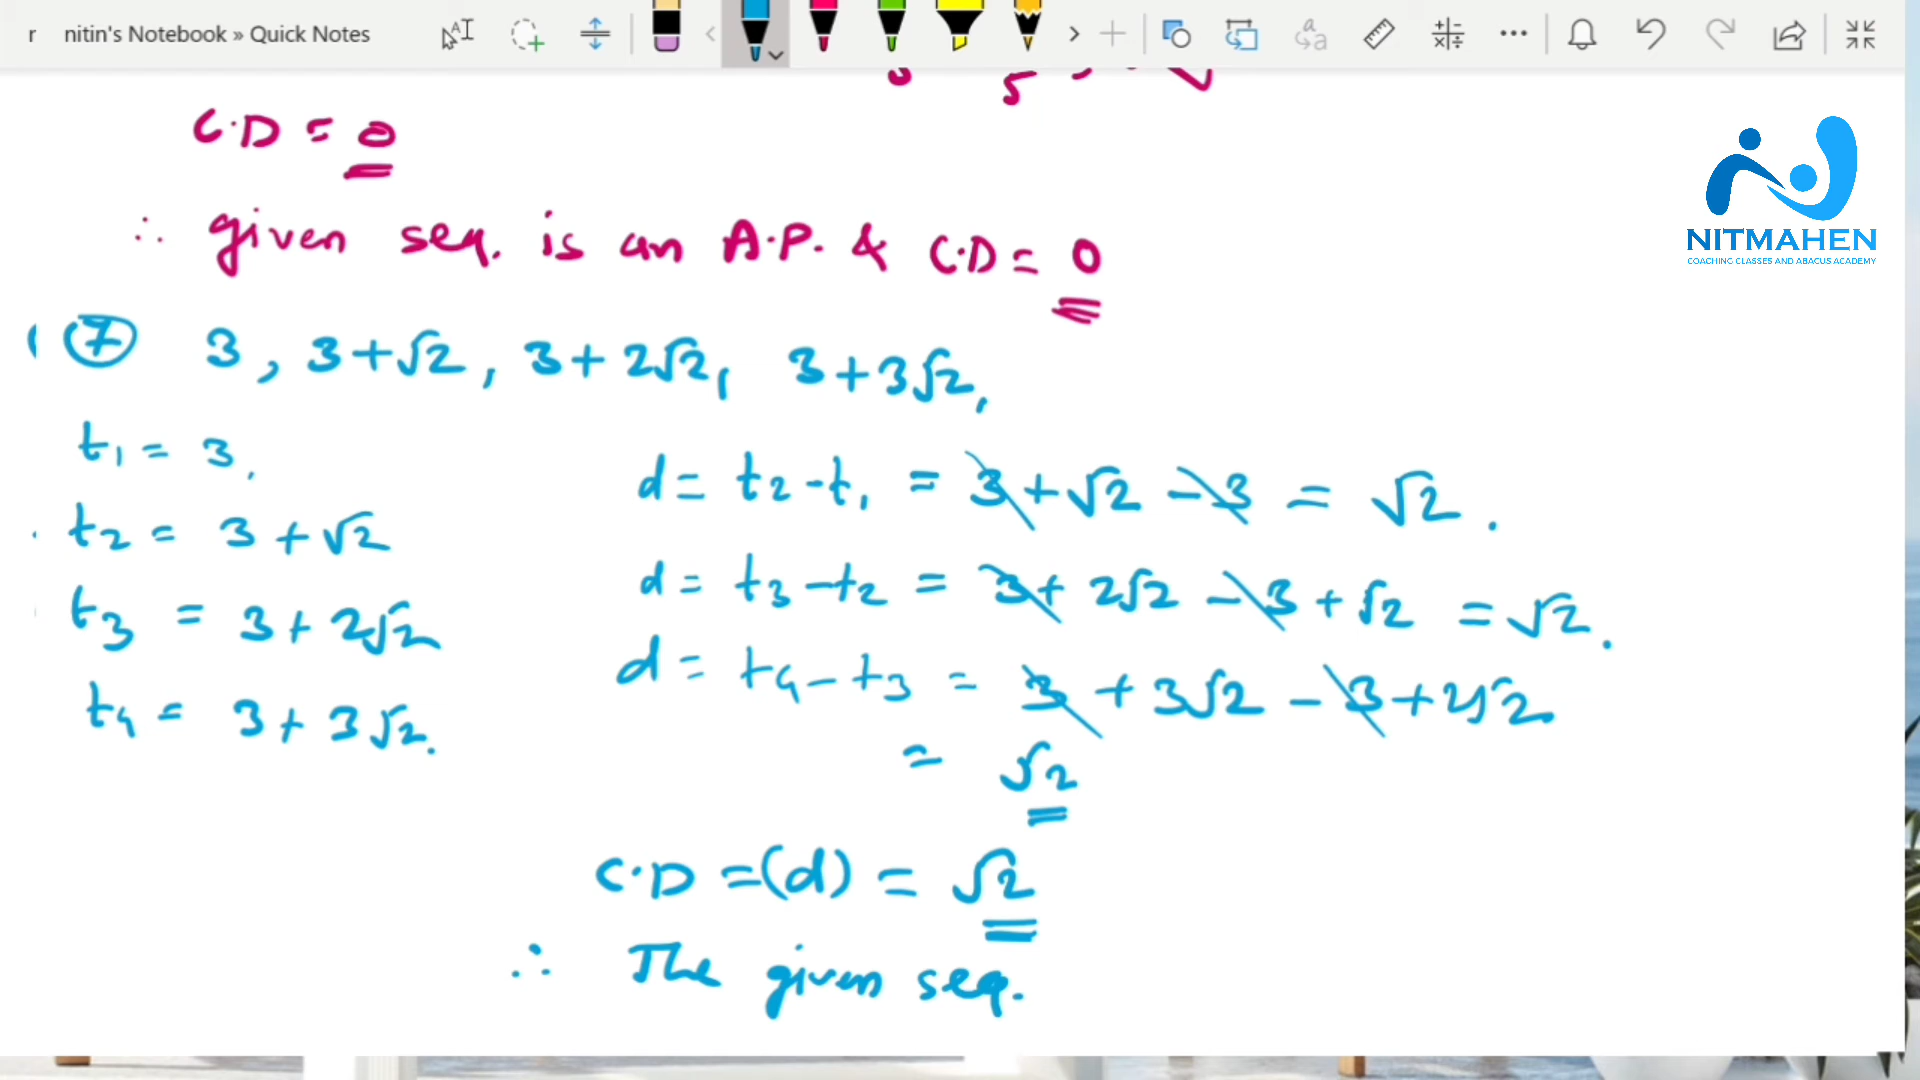 r nitin's Notebook » Quick Notes
C.D = 0
∴ given seq. is an A.P. & C.D = 0
NITMAHEN
COACHING CLASSES AND ABACUS ACADEMY
(7) 3, 3+√2, 3+2√2, 3+3√2,
t1 = 3.
d = t2-t1 = 3+√2 -3 = √2.
t2 = 3+√2
d = t3-t2 = 3+ 2√2 -3+√2 = √2.
t3 = 3+2√2
d = t4-t3 = 3+3√2 -3+2√2
t4 = 3+3√2.
= √2
C.D =(d) = √2
∴ The given seq.